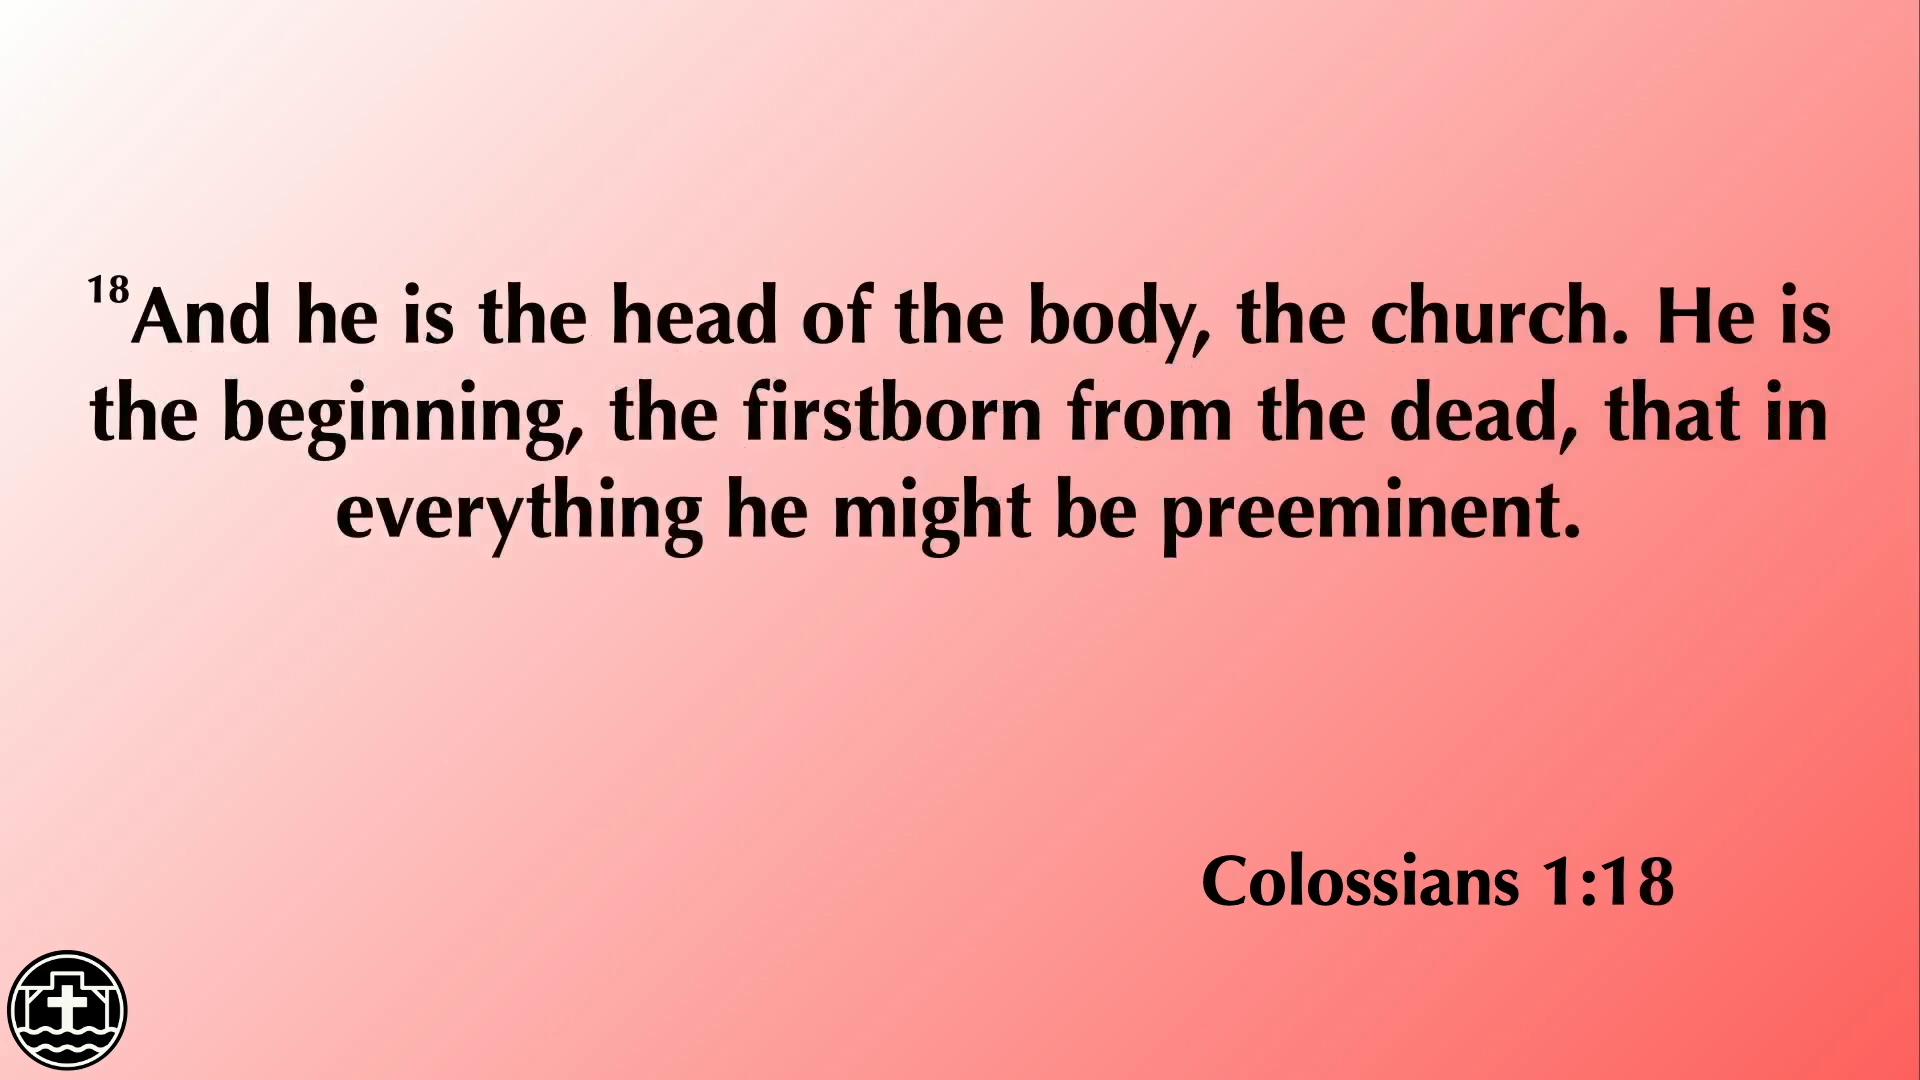 18And he is the head of the body, the church. He is
the beginning, the firstborn from the dead, that in
everything he might be preeminent.
Colossians 1:18